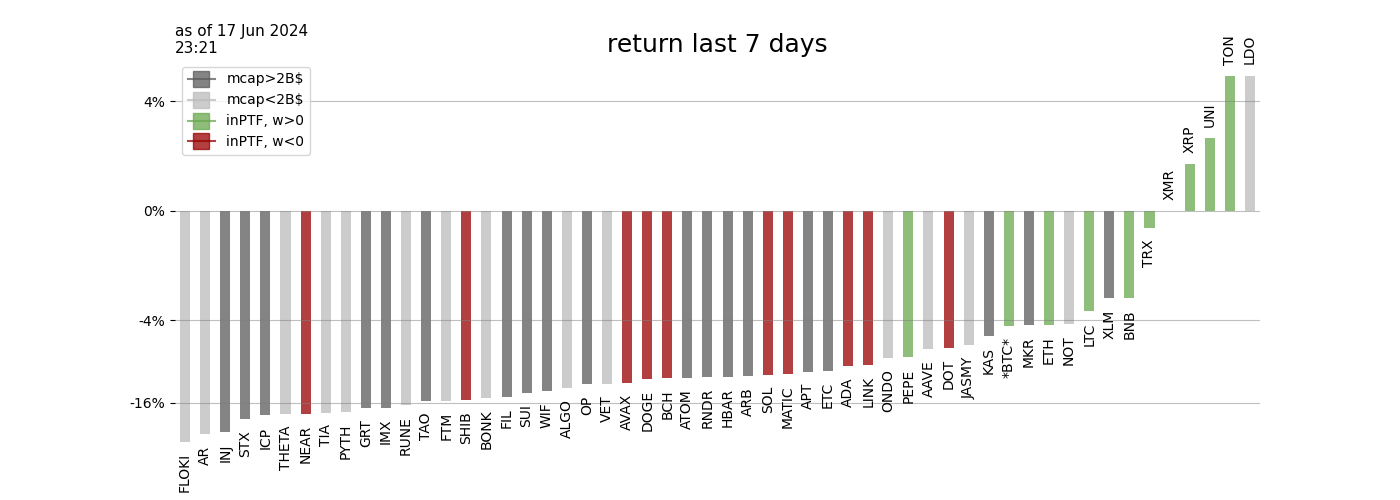 as of 17 Jun 2024
23:21
return last 7 days
mcap>2B$
mcap<2B$
inPTF, w>0
inPTF, w<0
4%
0%
-4%
-16%
FLOKI
AR
INJ
STX
ICP
THETA
NEAR
TIA
PYTH
GRT
IMX
RUNE
TAO
FTM
SHIB
BONK
FIL
SUI
WIF
ALGO
OP
VET
AVAX
DOGE
BCH
ATOM
RNDR
HBAR
ARB
SOL
MATIC
APT
ETC
ADA
LINK
ONDO
PEPE
AAVE
DOT
JASMY
KAS
*BTC*
MKR
ETH
NOT
LTC
XLM
BNB
TRX
XMR
XRP
UNI
TON
LDO